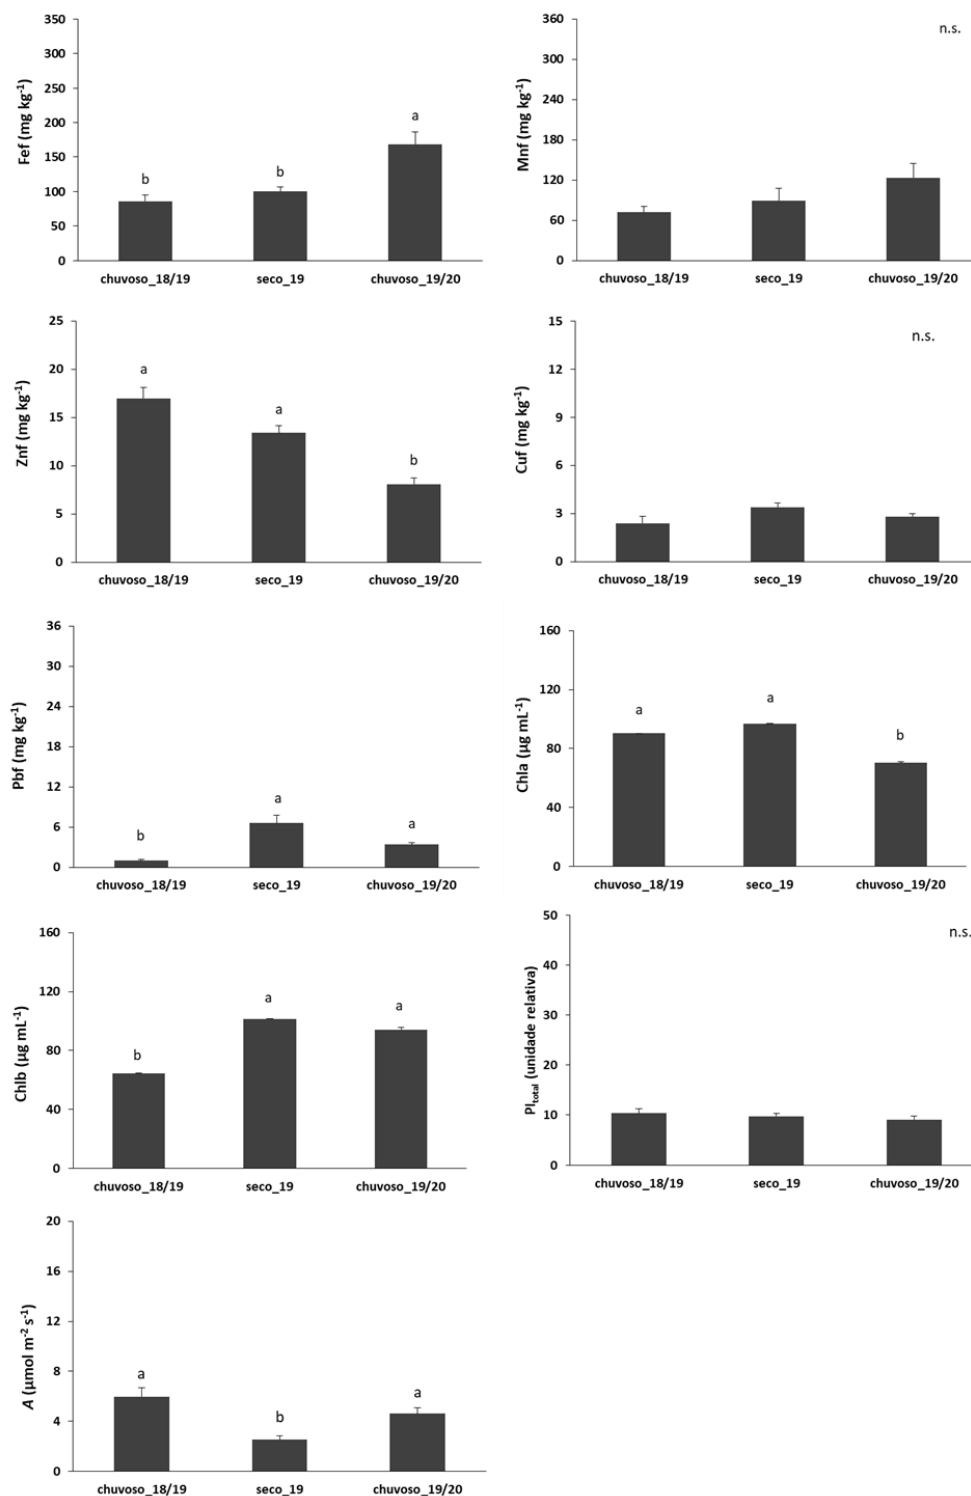 Fef (mg kg⁻¹)
350
300
250
200
150
100
50
0
b
b
a
chuvoso_18/19 seco_19 chuvoso_19/20
Mnf (mg kg⁻¹)
360
300
240
180
120
60
0
n.s.
chuvoso_18/19 seco_19 chuvoso_19/20
Znf (mg kg⁻¹)
25
20
15
10
5
0
a
a
b
chuvoso_18/19 seco_19 chuvoso_19/20
Cuf (mg kg⁻¹)
15
12
9
6
3
0
n.s.
chuvoso_18/19 seco_19 chuvoso_19/20
Pbf (mg kg⁻¹)
36
30
24
18
12
6
0
b
a
a
chuvoso_18/19 seco_19 chuvoso_19/20
Chla (µg mL⁻¹)
160
120
80
40
0
a
a
b
chuvoso_18/19 seco_19 chuvoso_19/20
Chlb (µg mL⁻¹)
160
120
80
40
0
b
a
a
chuvoso_18/19 seco_19 chuvoso_19/20
PI total (unidade relativa)
50
40
30
20
10
0
n.s.
chuvoso_18/19 seco_19 chuvoso_19/20
A (µmol m⁻² s⁻¹)
20
16
12
8
4
0
a
b
a
chuvoso_18/19 seco_19 chuvoso_19/20